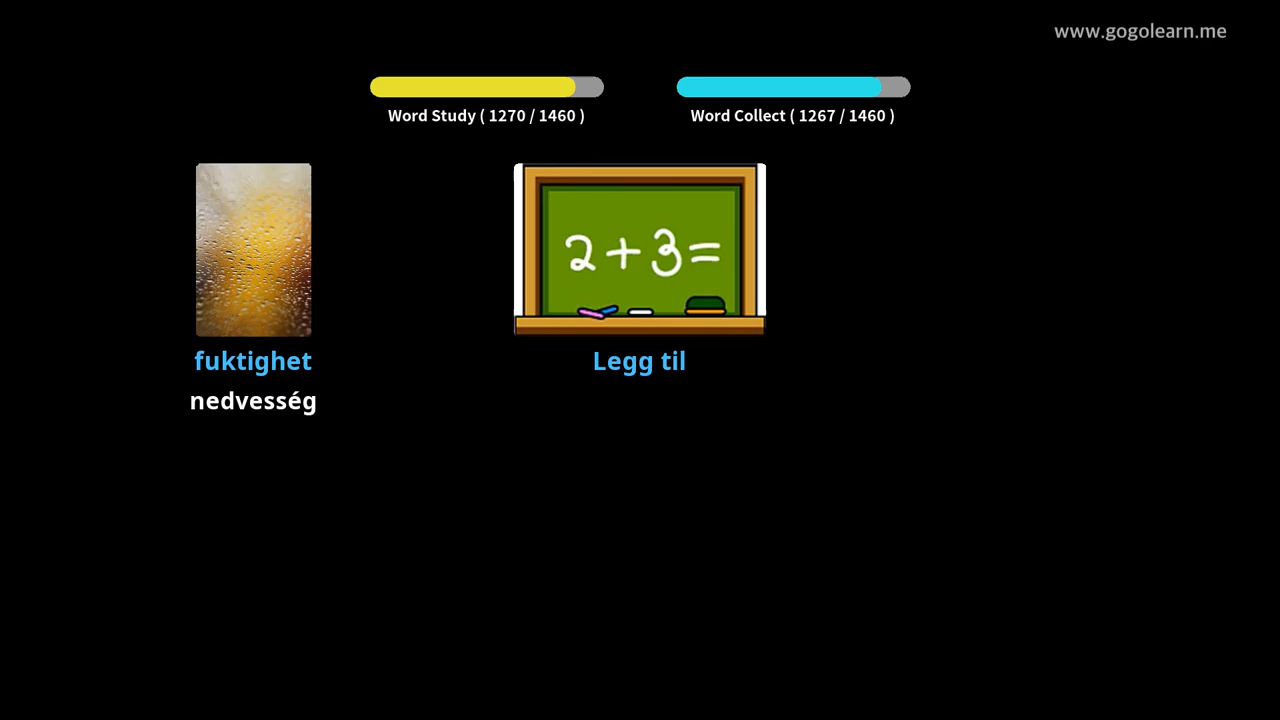 www.gogolearn.me
Word Study ( 1270 / 1460 )
Word Collect ( 1267 / 1460 )
2+3=
fuktighet
nedvesség
Legg til